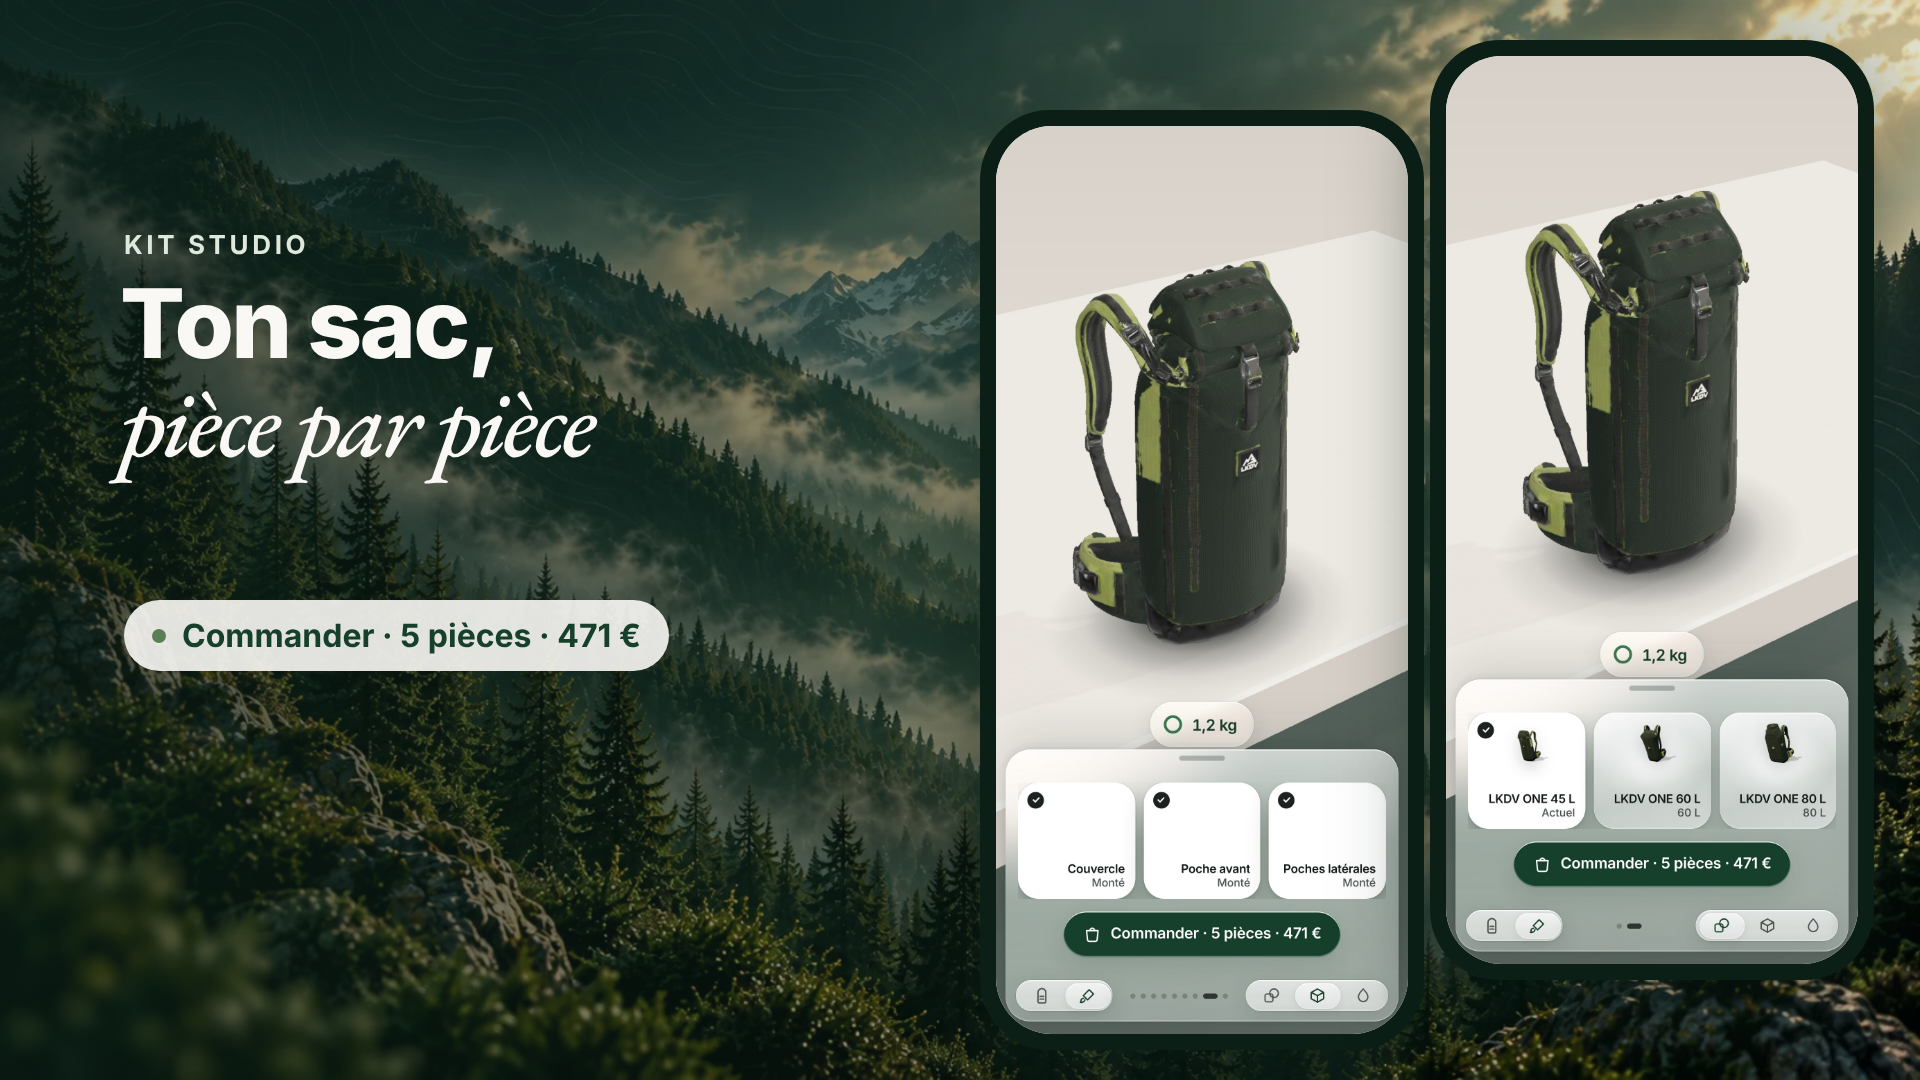 KIT STUDIO
Ton sac,
pièce par pièce
Commander · 5 pièces · 471 €
LKDV
1,2 kg
Couvercle
Monté
Poche avant
Monté
Poches latérales
Monté
Commander · 5 pièces · 471 €
LKDV
1,2 kg
LKDV ONE 45 L
Actuel
LKDV ONE 60 L
60 L
LKDV ONE 80 L
80 L
Commander · 5 pièces · 471 €